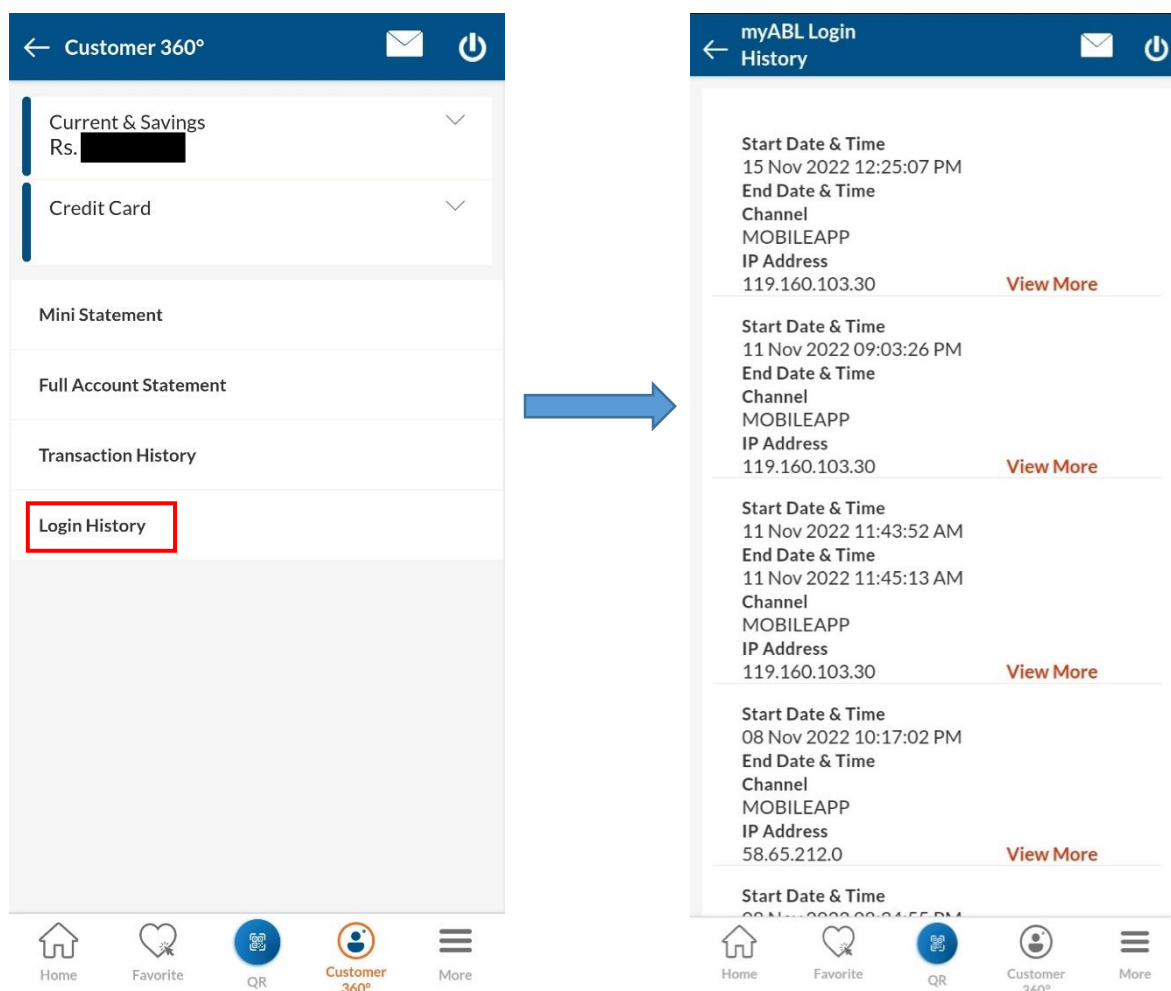 Customer 360°
Current & Savings
Rs.
Credit Card
Mini Statement
Full Account Statement
Transaction History
Login History
Home
Favorite
QR
Customer
360°
More
myABL Login
History
Start Date & Time
15 Nov 2022 12:25:07 PM
End Date & Time
Channel
MOBILEAPP
IP Address
119.160.103.30 View More
Start Date & Time
11 Nov 2022 09:03:26 PM
End Date & Time
Channel
MOBILEAPP
IP Address
119.160.103.30 View More
Start Date & Time
11 Nov 2022 11:43:52 AM
End Date & Time
11 Nov 2022 11:45:13 AM
Channel
MOBILEAPP
IP Address
119.160.103.30 View More
Start Date & Time
08 Nov 2022 10:17:02 PM
End Date & Time
Channel
MOBILEAPP
IP Address
58.65.212.0 View More
Start Date & Time
Home
Favorite
QR
Customer
360°
More